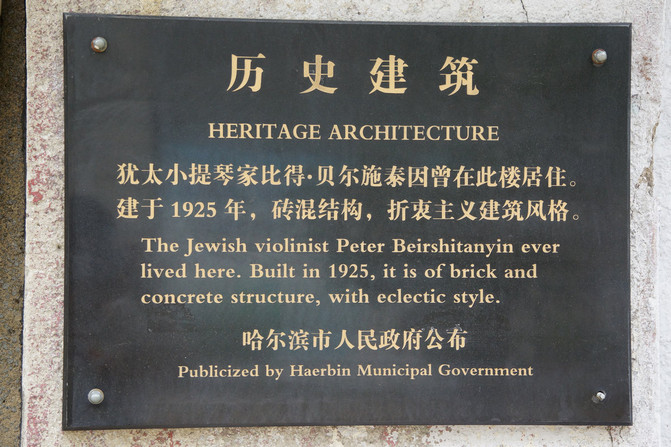 历史建筑
HERITAGE ARCHITECTURE
犹太小提琴家比得·贝尔施泰因曾在此楼居住。
建于 1925 年，砖混结构，折衷主义建筑风格。
The Jewish violinist Peter Beirshitanyin ever
lived here. Built in 1925, it is of brick and
concrete structure, with eclectic style.
哈尔滨市人民政府公布
Publicized by Haerbin Municipal Government